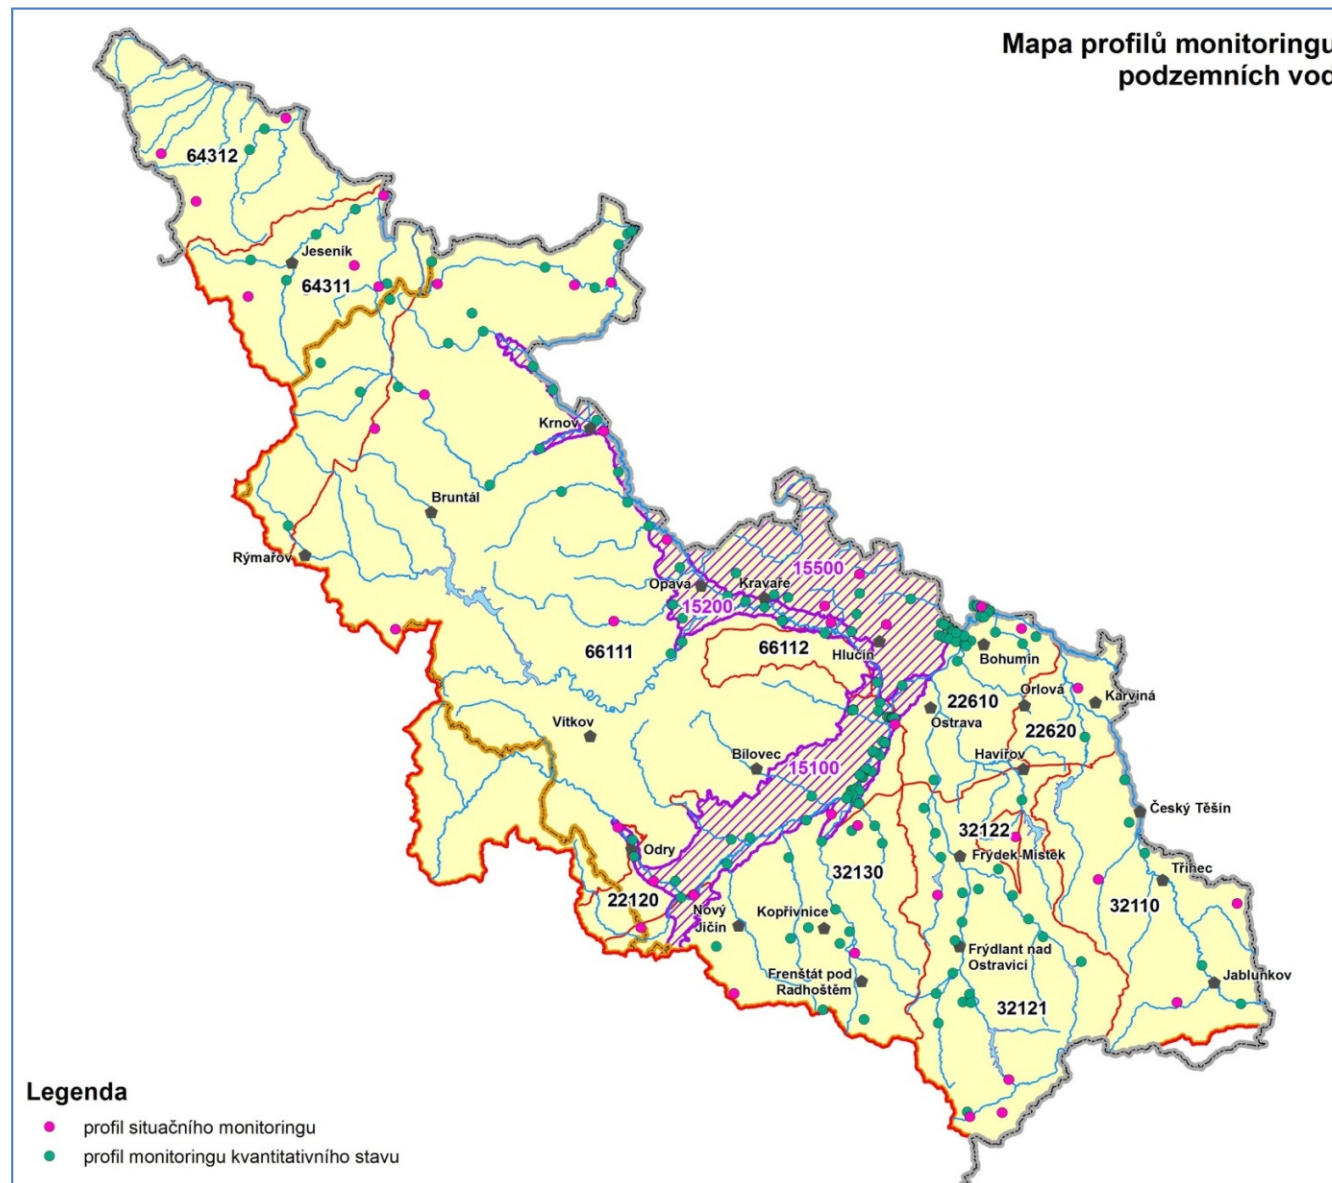 Mapa profilů monitoringu
podzemních vod
64312
Jeseník
64311
Krnov
Bruntál
Rýmařov
15500
Opava
Kravaře
15200
66111
66112
Hlučín
Bohumín
22610
Orlová
Karviná
Ostrava
22620
Vítkov
Bílovec
15100
Havířov
Český Těšín
32122
Odry
32130
Frýdek-Místek
Třinec
22120
32110
Nový
Jičín
Kopřivnice
Frýdlant nad
Ostravicí
Frenštát pod
Radhoštěm
Jablunkov
32121
Legenda
profil situačního monitoringu
profil monitoringu kvantitativního stavu